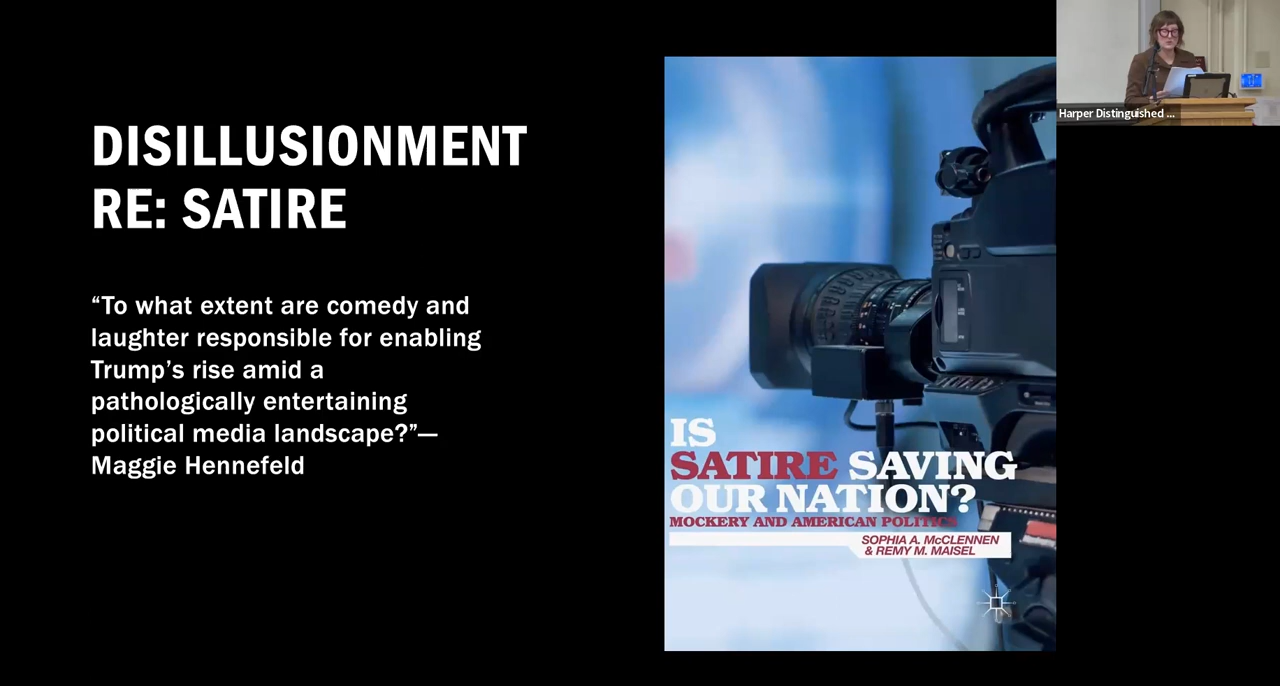 DISILLUSIONMENT
RE: SATIRE
“To what extent are comedy and
laughter responsible for enabling
Trump’s rise amid a
pathologically entertaining
political media landscape?”—
Maggie Hennefeld
IS
SATIRE SAVING
OUR NATION?
MOCKERY AND AMERICAN POLITICS
SOPHIA A. McCLENNEN
& REMY M. MAISEL
Harper Distinguished ...